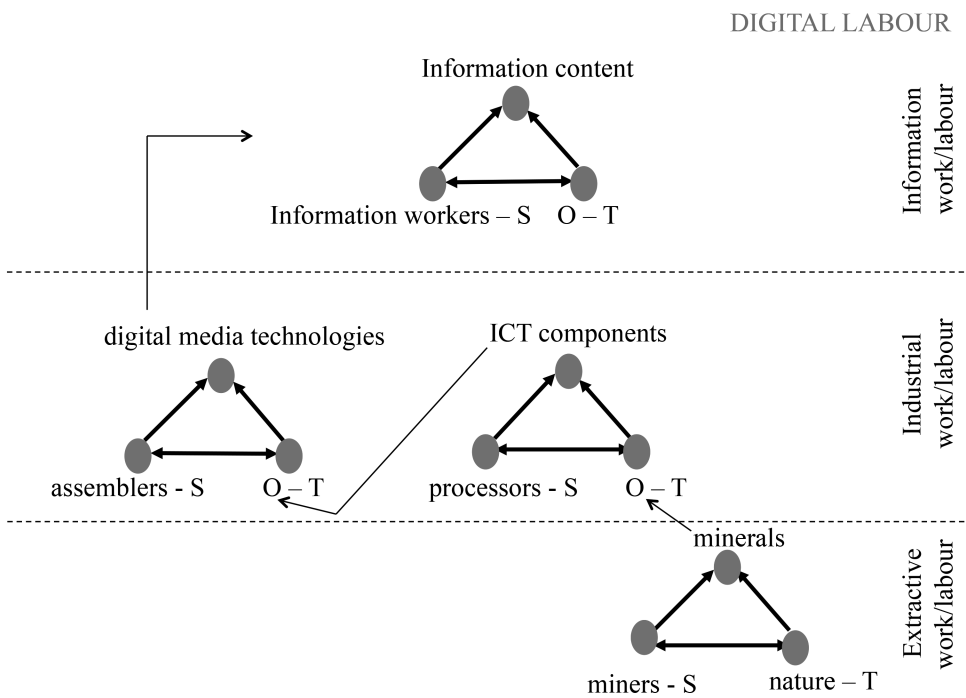 DIGITAL LABOUR
Information content
Information workers – S
O – T
Information
work/labour
digital media technologies
ICT components
assemblers - S
O – T
processors - S
O – T
Industrial
work/labour
minerals
miners - S
nature – T
Extractive
work/labour